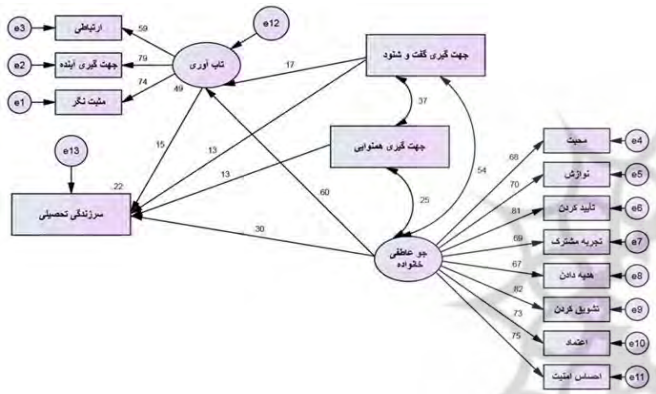 e3
ارتباطی
.59
e12
e2
جهت گیری آینده
.79
تاب آوری
.17
جهت گیری گفت و شنود
e1
مثبت نگر
.74
.49
.37
e13
.15
.13
جهت گیری همنوایی
.54
محبت
e4
.68
.22
.13
.25
نوازش
e5
.70
سرزندگی تحصیلی
.60
تأیید کردن
e6
.81
.30
تجربه مشترک
e7
.69
جو عاطفی
خانواده
.67
هدیه دادن
e8
.82
تشویق کردن
e9
.73
اعتماد
e10
.75
احساس امنیت
e11